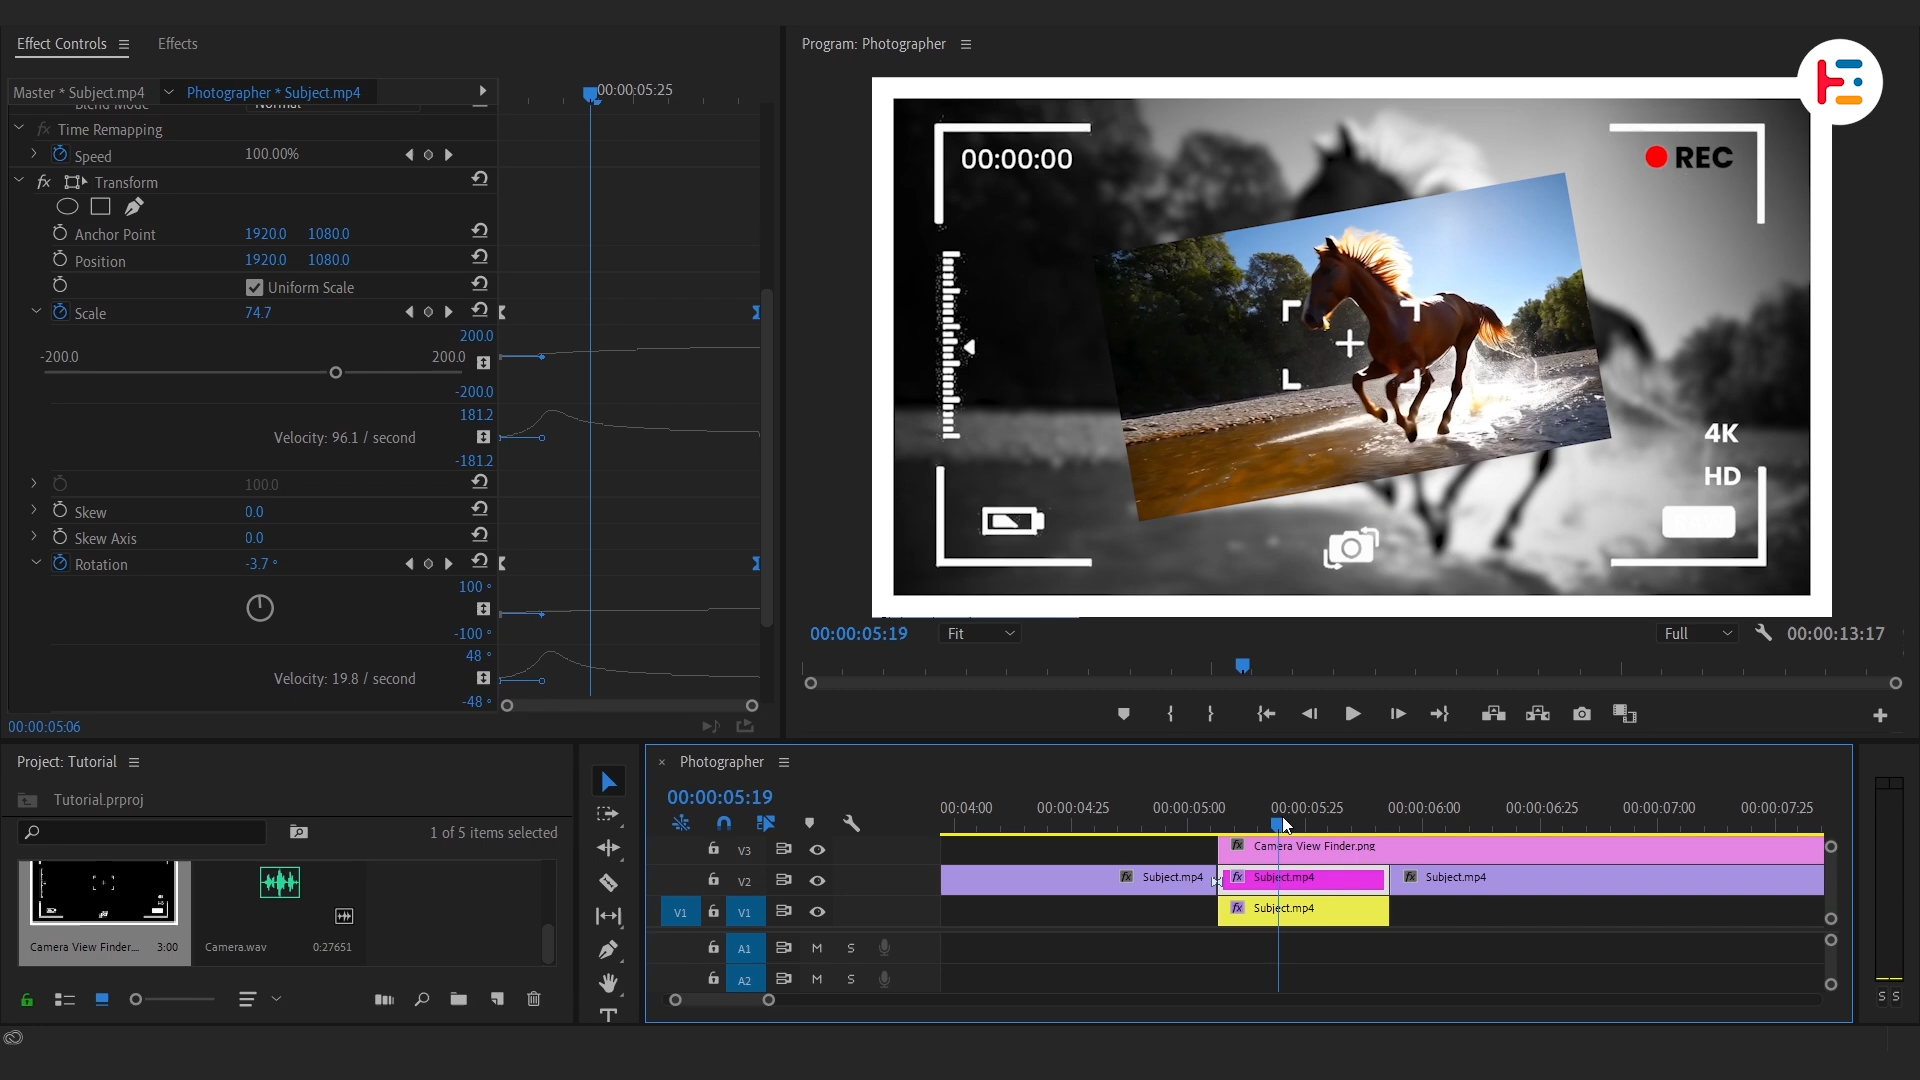 Effect Controls
Effects
Master * Subject.mp4
Photographer * Subject.mp4
00:00:05:25
Blend Mode
Normal
fx Time Remapping
Speed 100.00%
fx Transform
Anchor Point 1920.0 1080.0
Position 1920.0 1080.0
Uniform Scale
Scale 74.7
200.0
-200.0 200.0
-200.0
181.2
Velocity: 96.1 / second
-181.2
100.0
Skew 0.0
Skew Axis 0.0
Rotation -3.7 °
100 °
-100 °
48 °
Velocity: 19.8 / second
-48 °
00:00:05:06
Program: Photographer
00:00:00
REC
4K
HD
00:00:05:19
Fit
Full
00:00:13:17
Project: Tutorial
Tutorial.prproj
1 of 5 items selected
Camera View Finder... 3:00
Camera.wav 0:27651
× Photographer
00:00:05:19
00:04:00 00:00:04:25 00:00:05:00 00:00:05:25 00:00:06:00 00:00:06:25 00:00:07:00 00:00:07:25
V3
fx Camera View Finder.png
V2
fx Subject.mp4
fx Subject.mp4
fx Subject.mp4
V1 V1
fx Subject.mp4
A1 M S
A2 M S
S S